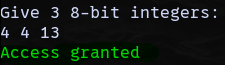 Give 3 8-bit integers:
4 4 13
Access granted